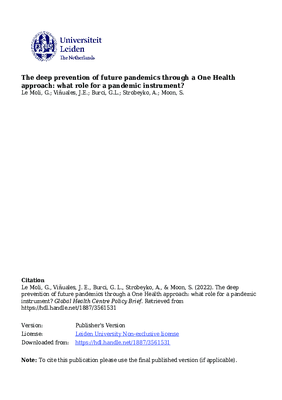 Universiteit
Leiden
The Netherlands
The deep prevention of future pandemics through a One Health
approach: what role for a pandemic instrument?
Le Moli, G.; Viñuales, J.E.; Burci, G.L.; Strobeyko, A.; Moon, S.
Citation
Le Moli, G., Viñuales, J. E., Burci, G. L., Strobeyko, A., & Moon, S. (2022). The deep
prevention of future pandemics through a One Health approach: what role for a pandemic
instrument? Global Health Centre Policy Brief. Retrieved from
https://hdl.handle.net/1887/3561531
Version: Publisher's Version
License: Leiden University Non-exclusive license
Downloaded from: https://hdl.handle.net/1887/3561531
Note: To cite this publication please use the final published version (if applicable).